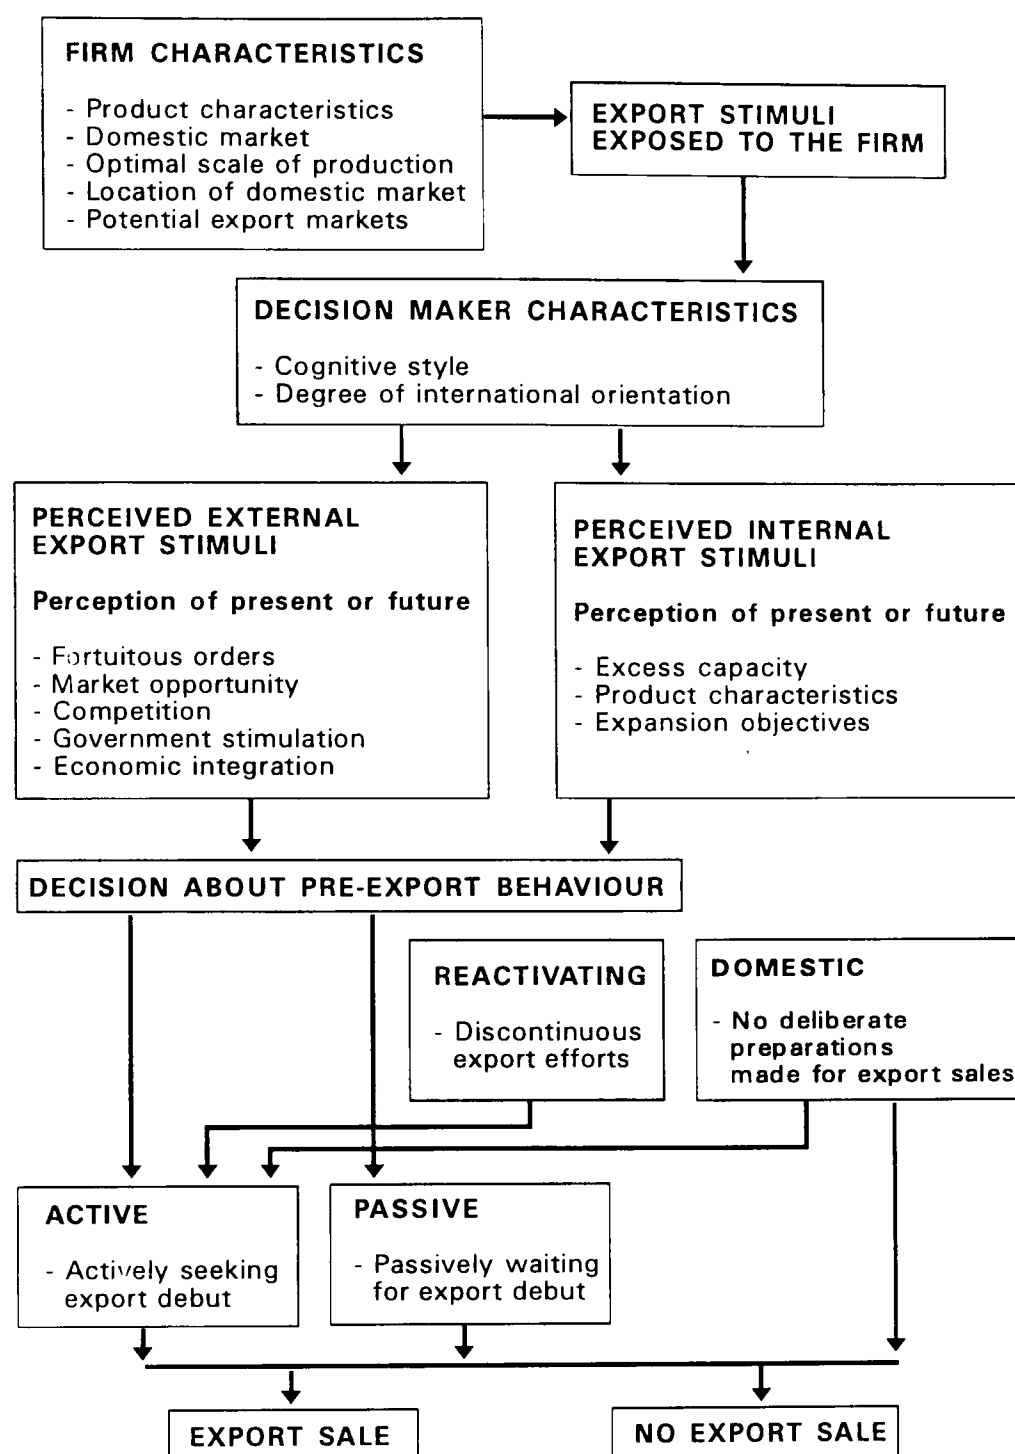 FIRM CHARACTERISTICS
- Product characteristics
- Domestic market
- Optimal scale of production
- Location of domestic market
- Potential export markets
EXPORT STIMULI
EXPOSED TO THE FIRM
DECISION MAKER CHARACTERISTICS
- Cognitive style
- Degree of international orientation
PERCEIVED EXTERNAL
EXPORT STIMULI
Perception of present or future
- Fortuitous orders
- Market opportunity
- Competition
- Government stimulation
- Economic integration
PERCEIVED INTERNAL
EXPORT STIMULI
Perception of present or future
- Excess capacity
- Product characteristics
- Expansion objectives
DECISION ABOUT PRE-EXPORT BEHAVIOUR
REACTIVATING
- Discontinuous
export efforts
DOMESTIC
- No deliberate
preparations
made for export sales
ACTIVE
- Actively seeking
export debut
PASSIVE
- Passively waiting
for export debut
EXPORT SALE
NO EXPORT SALE